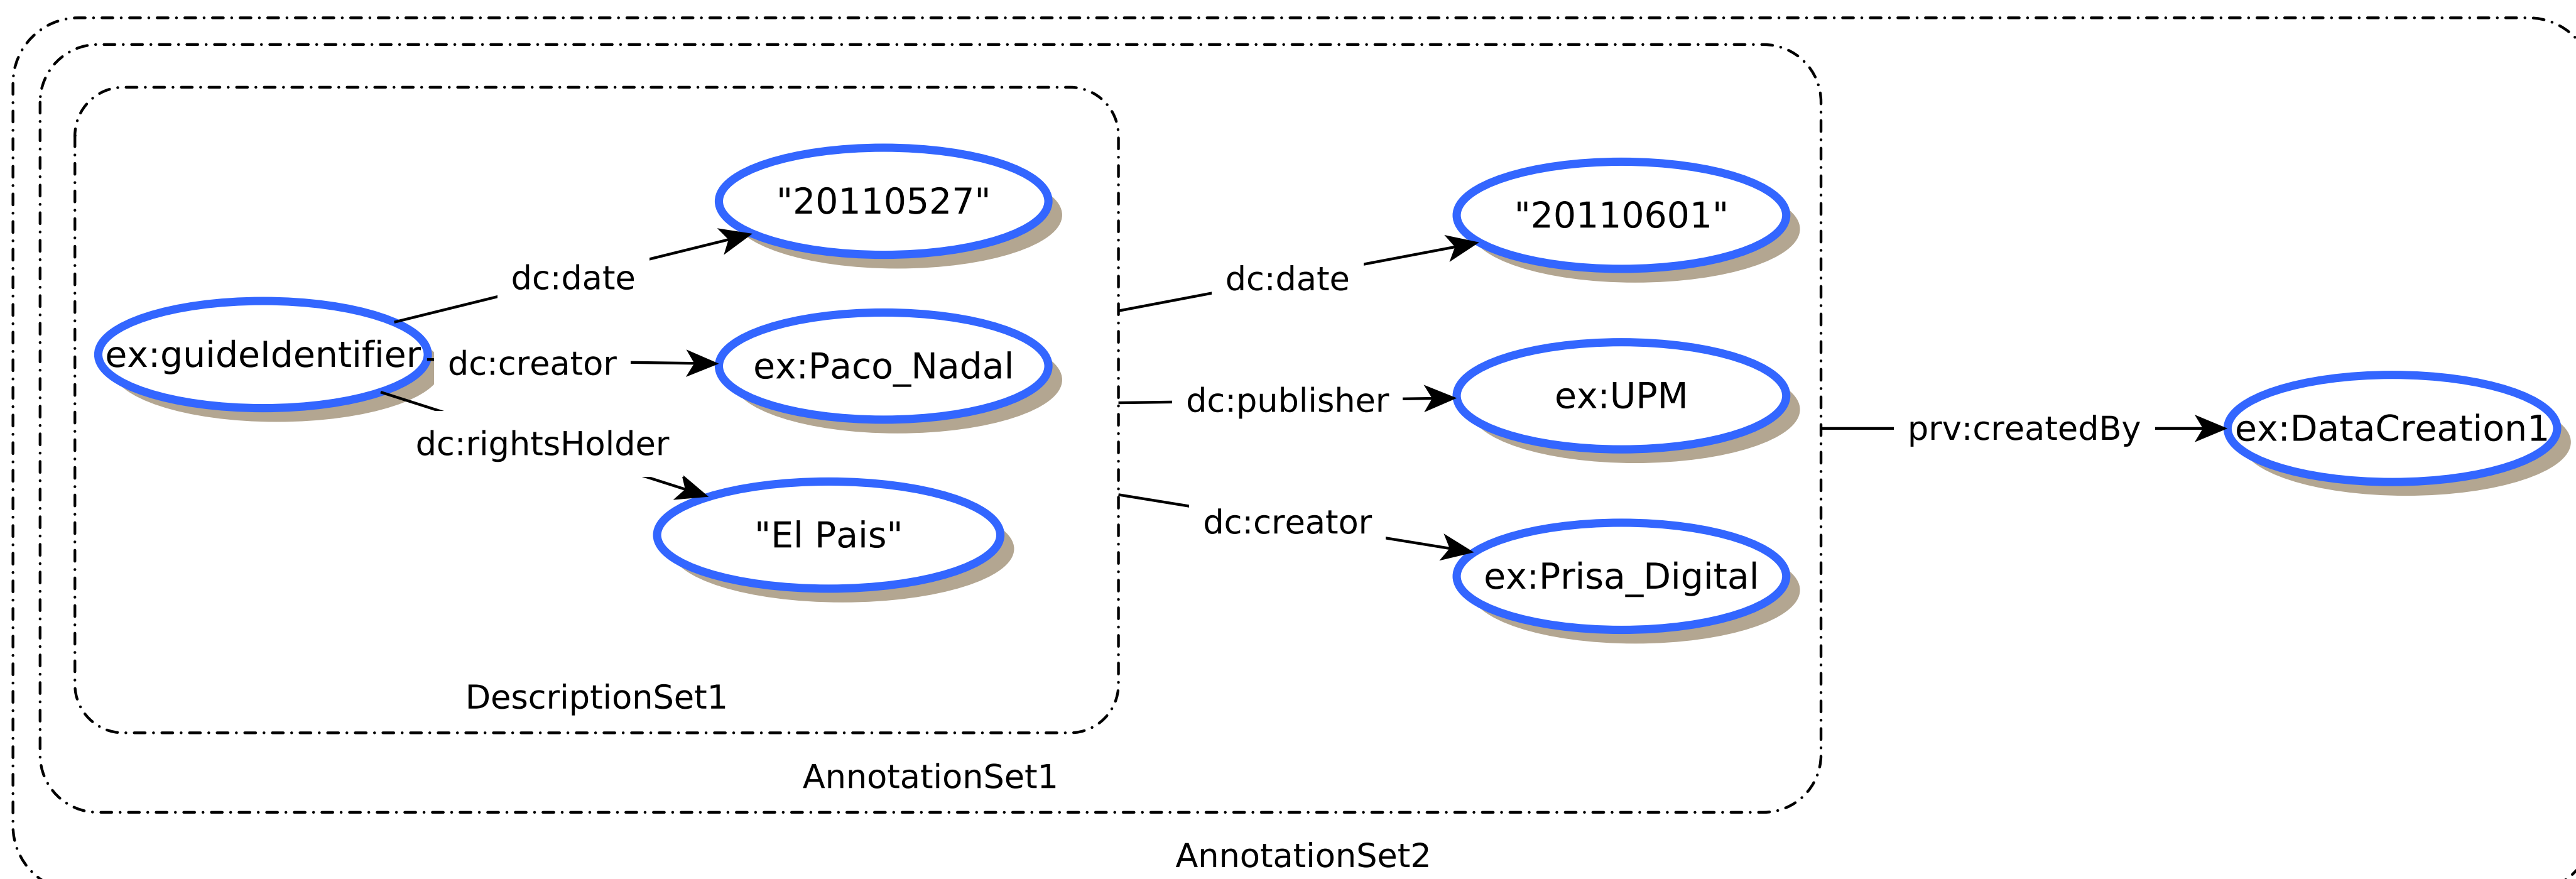 "20110527"
dc:date
ex:guideIdentifier
dc:creator
ex:Paco_Nadal
dc:rightsHolder
"El Pais"
DescriptionSet1
dc:date
"20110601"
dc:publisher
ex:UPM
dc:creator
ex:Prisa_Digital
AnnotationSet1
prv:createdBy
ex:DataCreation1
AnnotationSet2